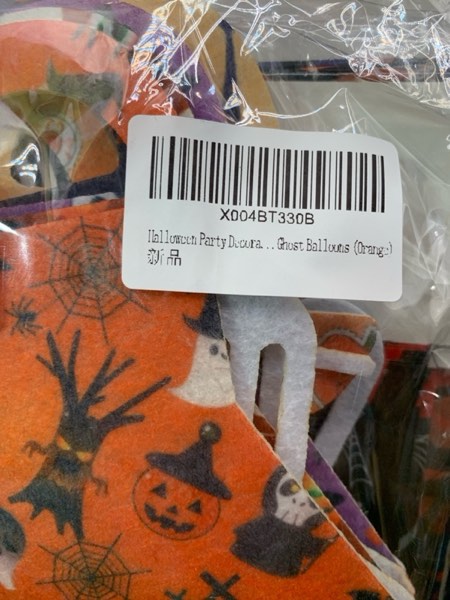 X004BT330B
Halloween Party Decora... Ghost Balloons (Orange)
新品